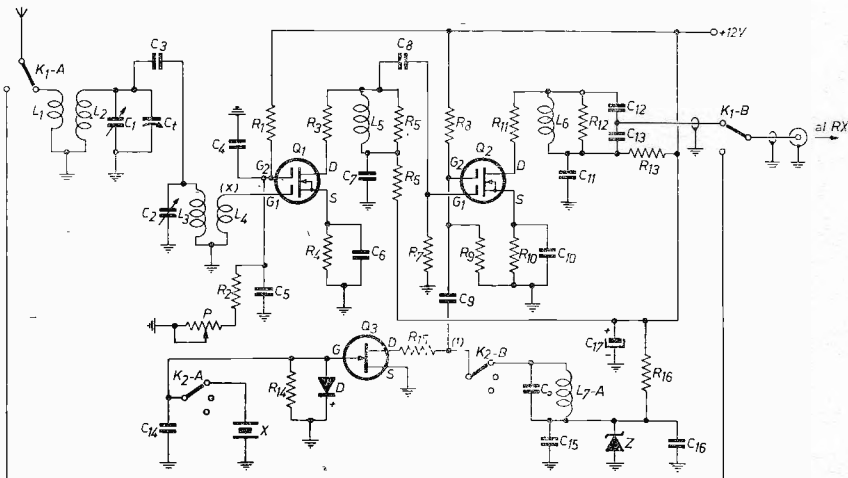 +12V
K1-A
C3
L1
L2
C1
Ct
C4
R1
R3
L5
R5
C8
R8
R11
L6
R12
C12
C13
K1-B
al RX
Q1
G2
G1
D
S
C7
R6
Q2
G2
G1
D
S
C11
R13
C2
L3
(X)
L4
R4
C6
R7
R9
R10
C10
R2
C5
C9
P
Q3
G
D
S
(1)
K2-B
C17
+
-
R16
K2-A
R14
D
+
L7-A
C14
X
C15
Z
C16